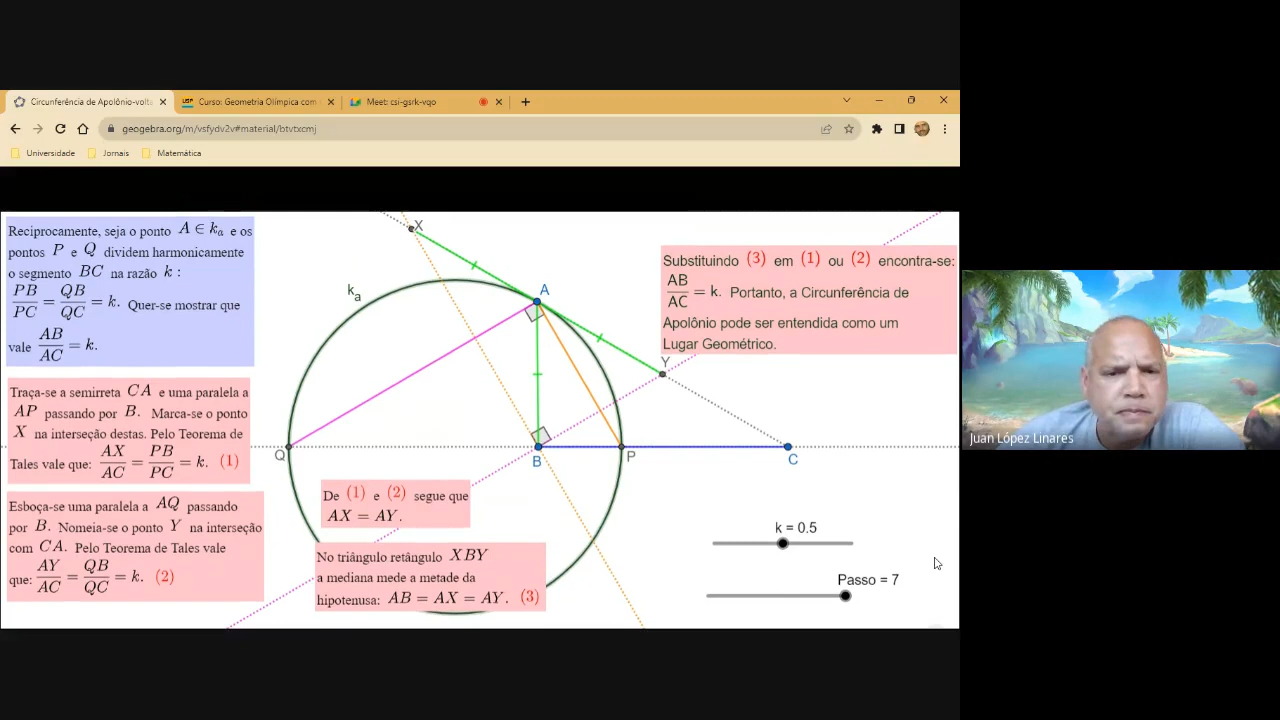 Circunferência de Apolônio-volta
Curso: Geometria Olímpica com
Meet: csi-gsrk-vqo
geogebra.org/m/vsfydv2v#material/btvtxcmj
Universidade
Jornais
Matemática
Reciprocamente, seja o ponto A ∈ k_a e os
pontos P e Q dividem harmonicamente
o segmento BC na razão k :
PB/PC = QB/QC = k. Quer-se mostrar que
vale AB/AC = k.
Traça-se a semirreta CA e uma paralela a
AP passando por B. Marca-se o ponto
X na interseção destas. Pelo Teorema de
Tales vale que: AX/AC = PB/PC = k. (1)
Esboça-se uma paralela a AQ passando
por B. Nomeia-se o ponto Y na interseção
com CA. Pelo Teorema de Tales vale
que: AY/AC = QB/QC = k. (2)
De (1) e (2) segue que
AX = AY.
No triângulo retângulo XBY
a mediana mede a metade da
hipotenusa: AB = AX = AY. (3)
Substituindo (3) em (1) ou (2) encontra-se:
AB/AC = k. Portanto, a Circunferência de
Apolônio pode ser entendida como um
Lugar Geométrico.
X
k_a
A
Y
Q
B
P
C
k = 0.5
Passo = 7
Juan López Linares